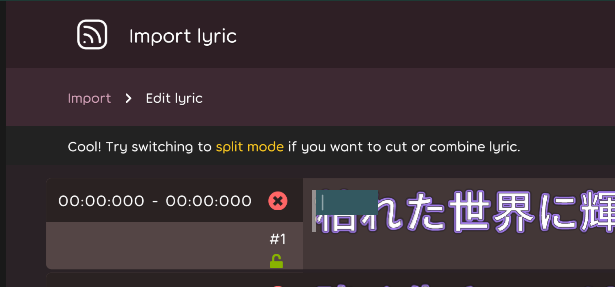 Import lyric
Import > Edit lyric
Cool! Try switching to split mode if you want to cut or combine lyric.
00:00:000 - 00:00:000
れた世界に輝
#1